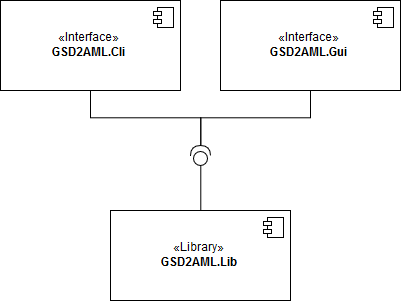 «Interface»
GSD2AML.Cli
«Interface»
GSD2AML.Gui
«Library»
GSD2AML.Lib